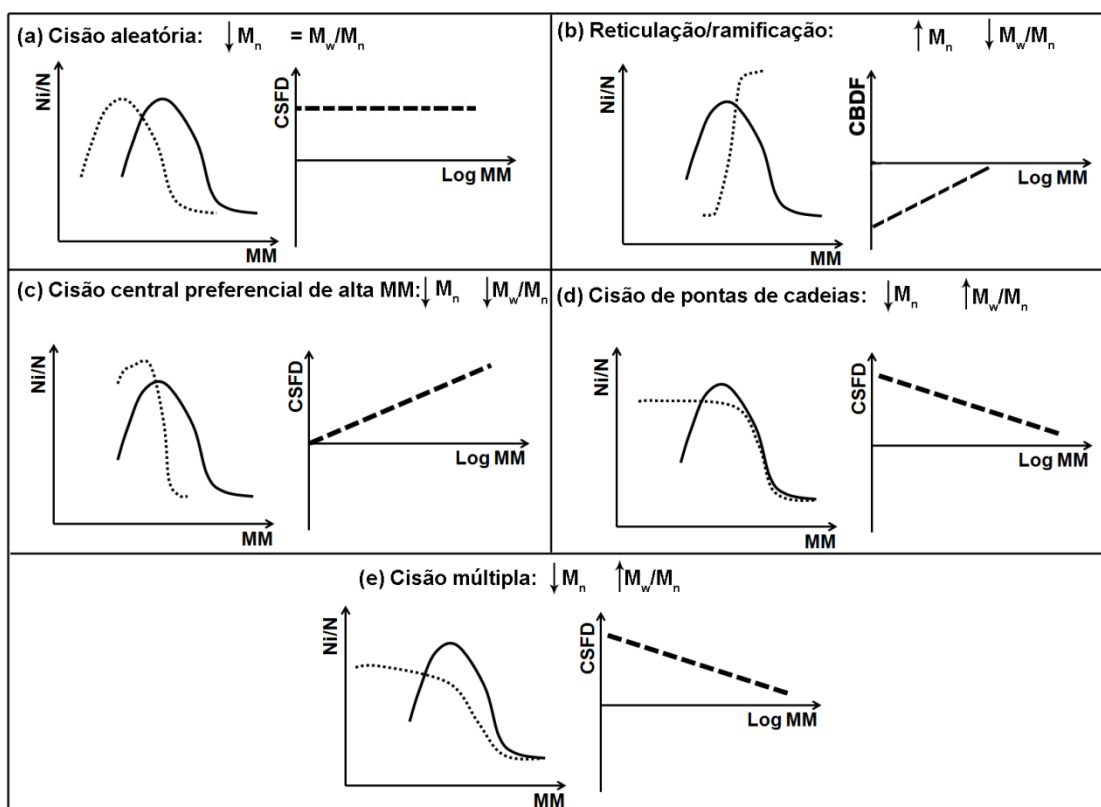 (a) Cisão aleatória: ↓ Mn = Mw/Mn
Ni/N
MM
CSFD
Log MM
(b) Reticulação/ramificação: ↑ Mn ↓ Mw/Mn
Ni/N
MM
CBDF
Log MM
(c) Cisão central preferencial de alta MM: ↓ Mn ↓ Mw/Mn
Ni/N
MM
CSFD
Log MM
(d) Cisão de pontas de cadeias: ↓ Mn ↑ Mw/Mn
Ni/N
MM
CSFD
Log MM
(e) Cisão múltipla: ↓ Mn ↑ Mw/Mn
Ni/N
MM
CSFD
Log MM